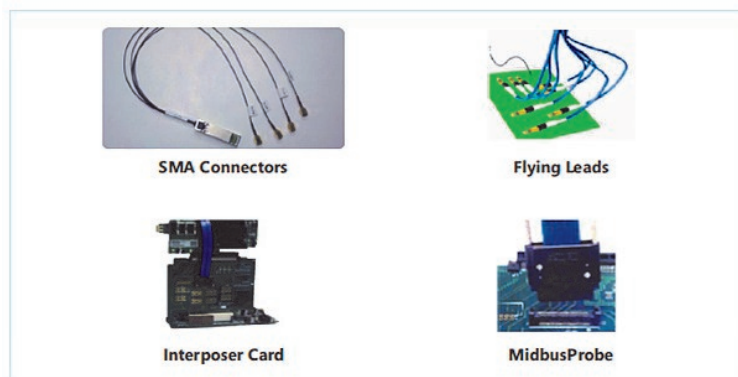 SMA Connectors
Flying Leads
Interposer Card
MidbusProbe